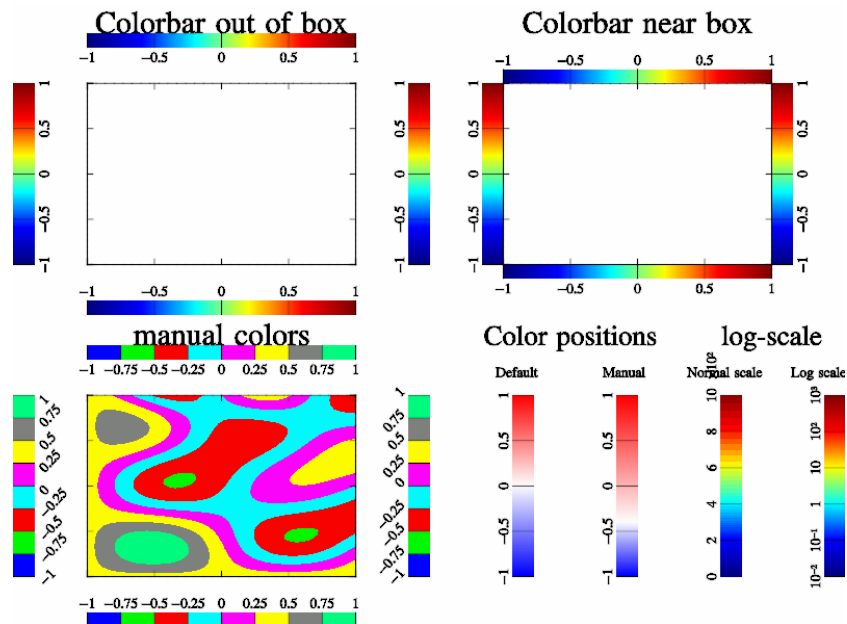 Colorbar out of box
−1 −0.5 0 0.5 1
−1 −0.5 0 0.5 1
−1 −0.5 0 0.5 1
−1 −0.5 0 0.5 1
Colorbar near box
−1 −0.5 0 0.5 1
−1 −0.5 0 0.5 1
−1 −0.5 0 0.5 1
−1 −0.5 0 0.5 1
manual colors
−1 −0.75 −0.5 −0.25 0 0.25 0.5 0.75 1
−1 −0.75 −0.5 −0.25 0 0.25 0.5 0.75 1
−1 −0.75 −0.5 −0.25 0 0.25 0.5 0.75 1
−1 −0.75 −0.5 −0.25 0 0.25 0.5 0.75 1
Color positions
Default
−1 −0.5 0 0.5 1
Manual
−1 −0.5 0 0.5 1
log-scale
Normal scale
0 2 4 6 8 10 10²
Log scale
10⁻² 10⁻¹ 1 10 10² 10³